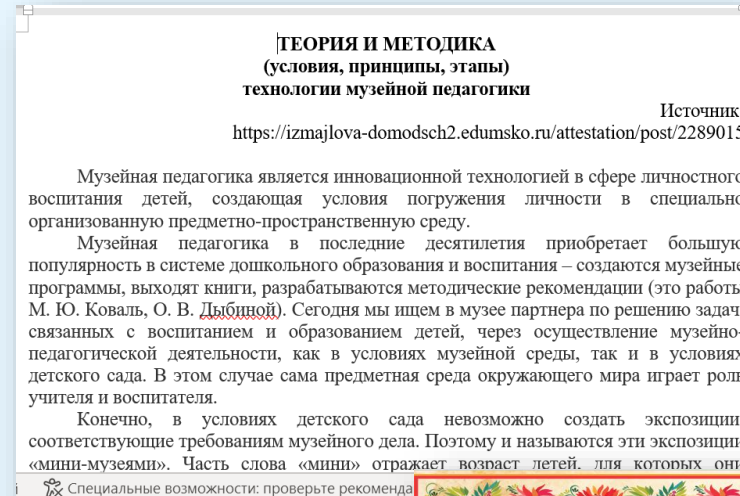 ТЕОРИЯ И МЕТОДИКА
(условия, принципы, этапы)
технологии музейной педагогики
Источник
https://izmajlova-domodsch2.edumsko.ru/attestation/post/2289015
Музейная педагогика является инновационной технологией в сфере личностного
воспитания детей, создающая условия погружения личности в специально
организованную предметно-пространственную среду.
Музейная педагогика в последние десятилетия приобретает большую
популярность в системе дошкольного образования и воспитания – создаются музейные
программы, выходят книги, разрабатываются методические рекомендации (это работы
М. Ю. Коваль, О. В. Дыбиной). Сегодня мы ищем в музее партнера по решению задач
связанных с воспитанием и образованием детей, через осуществление музейно-
педагогической деятельности, как в условиях музейной среды, так и в условиях
детского сада. В этом случае сама предметная среда окружающего мира играет роль
учителя и воспитателя.
Конечно, в условиях детского сада невозможно создать экспозиции
соответствующие требованиям музейного дела. Поэтому и называются эти экспозиции
«мини-музеями». Часть слова «мини» отражает возраст детей, для которых они
Специальные возможности: проверьте рекоменда